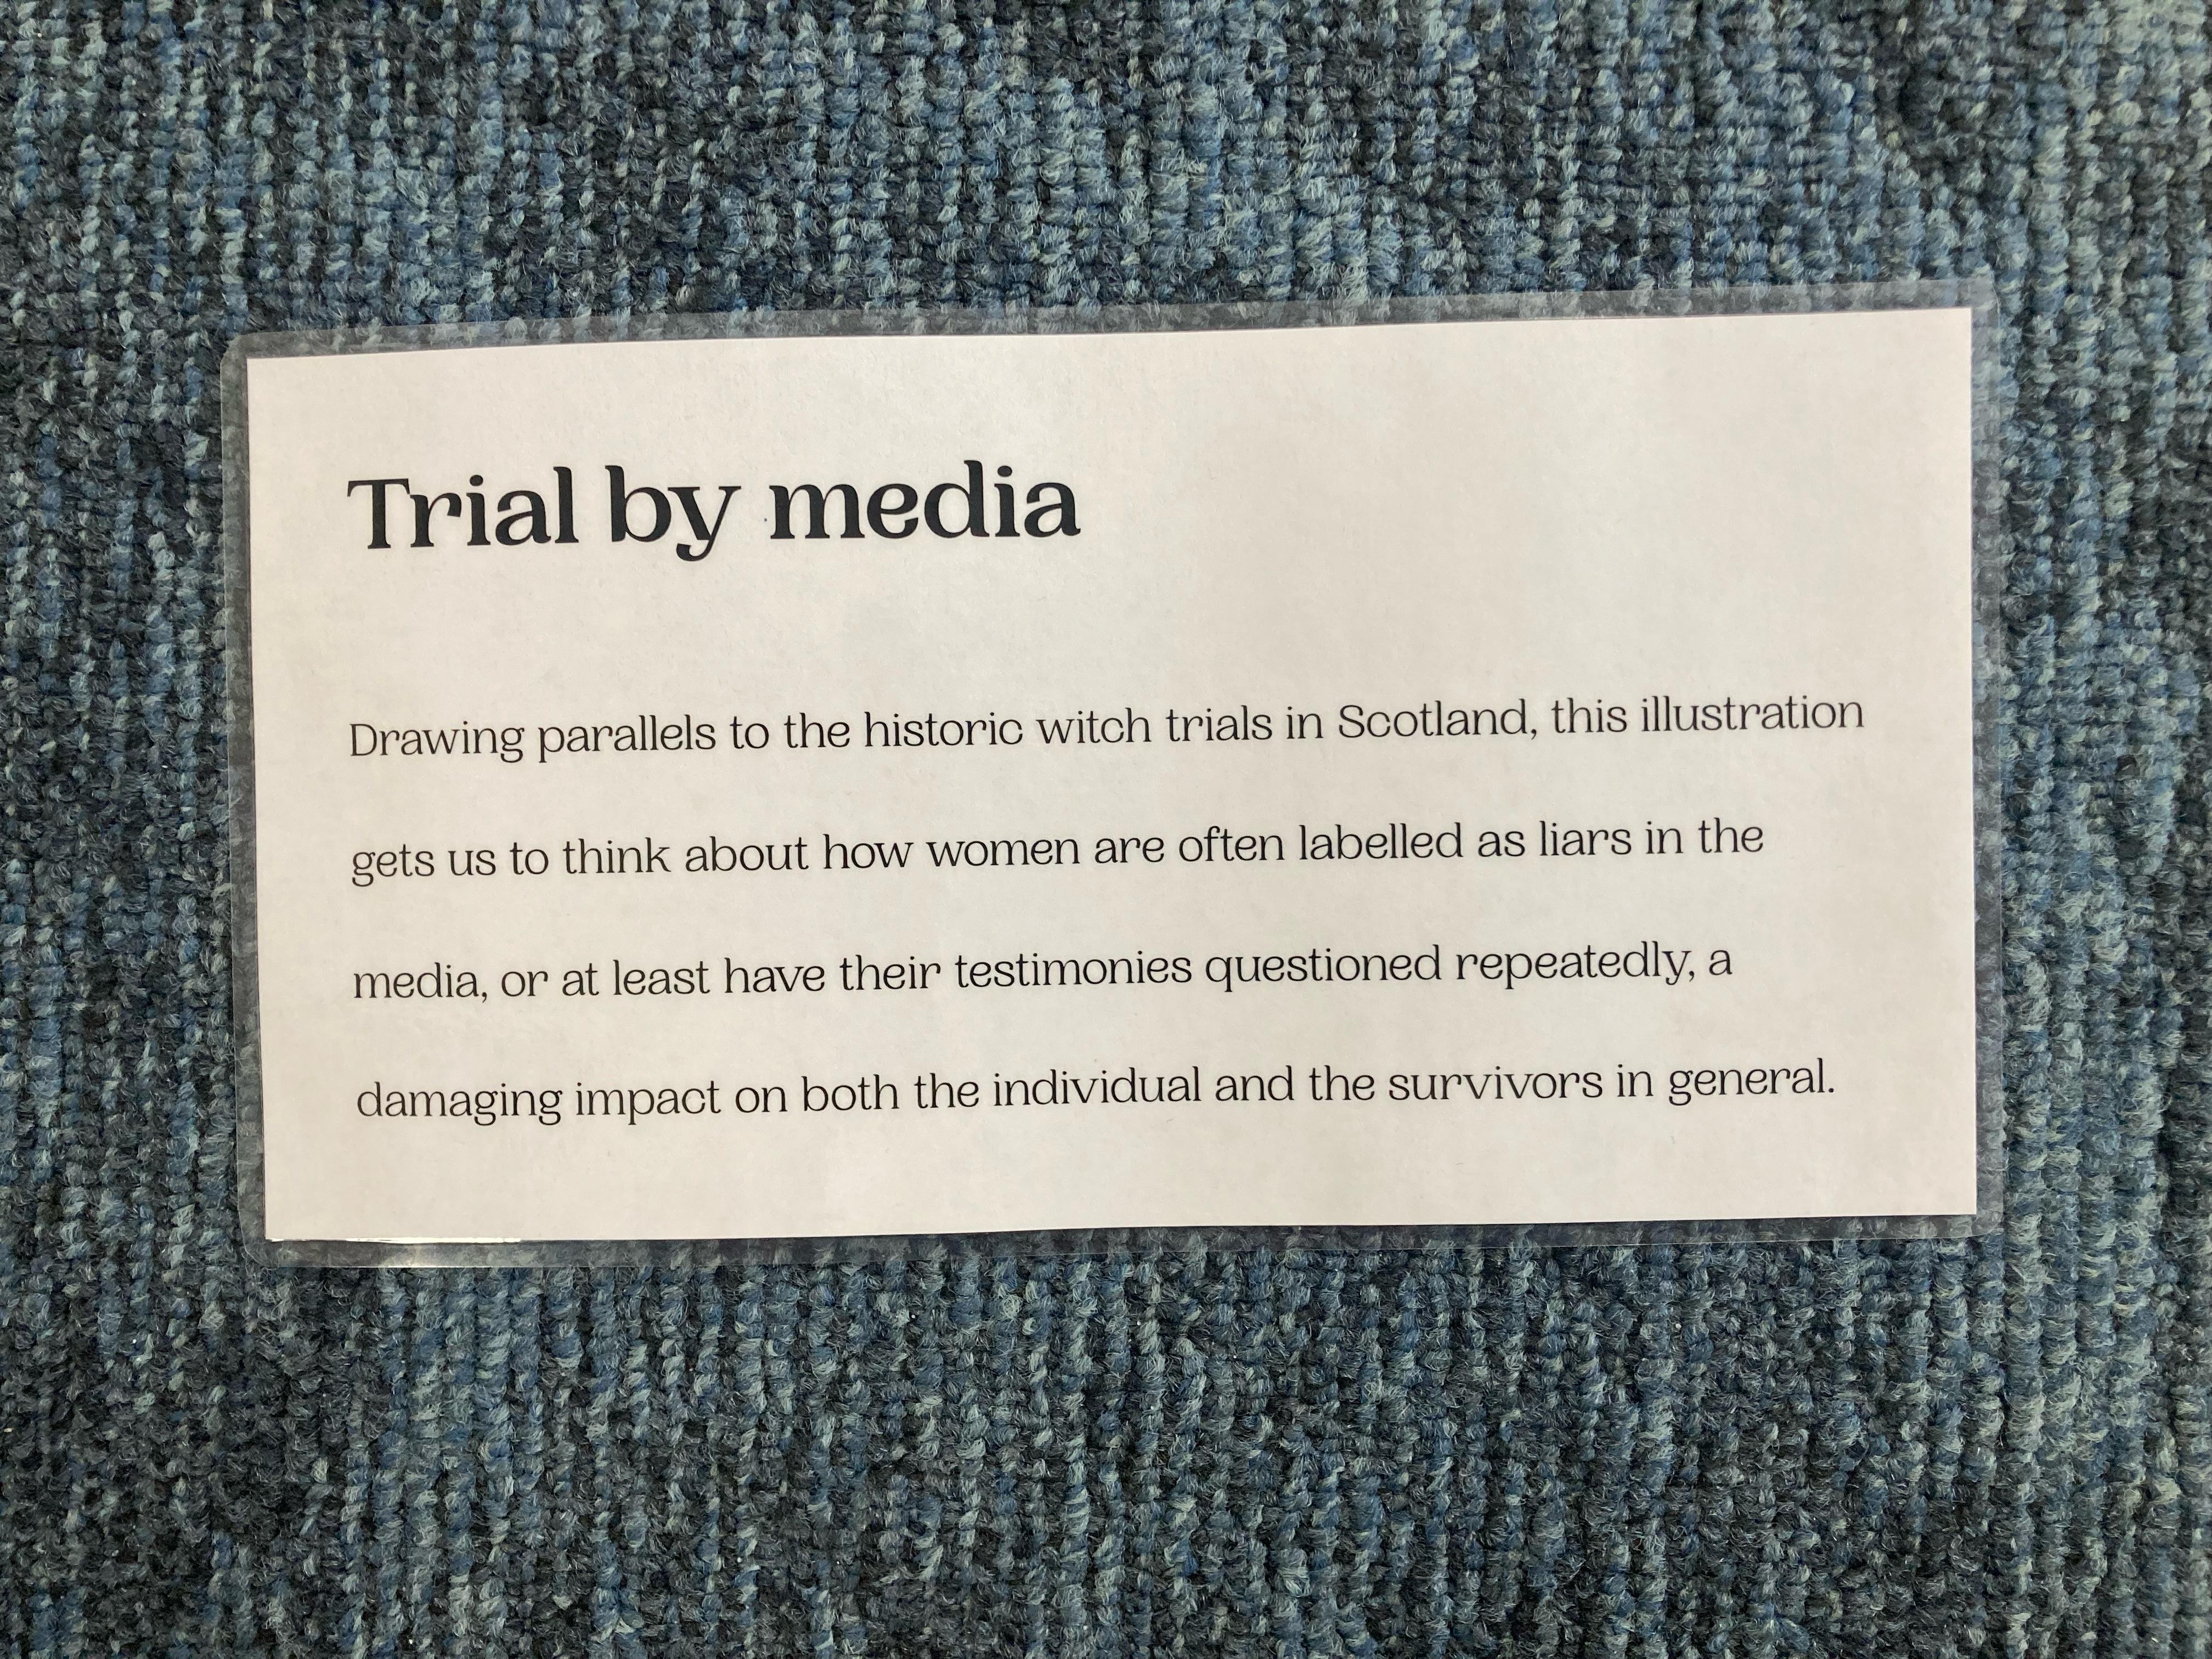 Trial by media
Drawing parallels to the historic witch trials in Scotland, this illustration
gets us to think about how women are often labelled as liars in the
media, or at least have their testimonies questioned repeatedly, a
damaging impact on both the individual and the survivors in general.